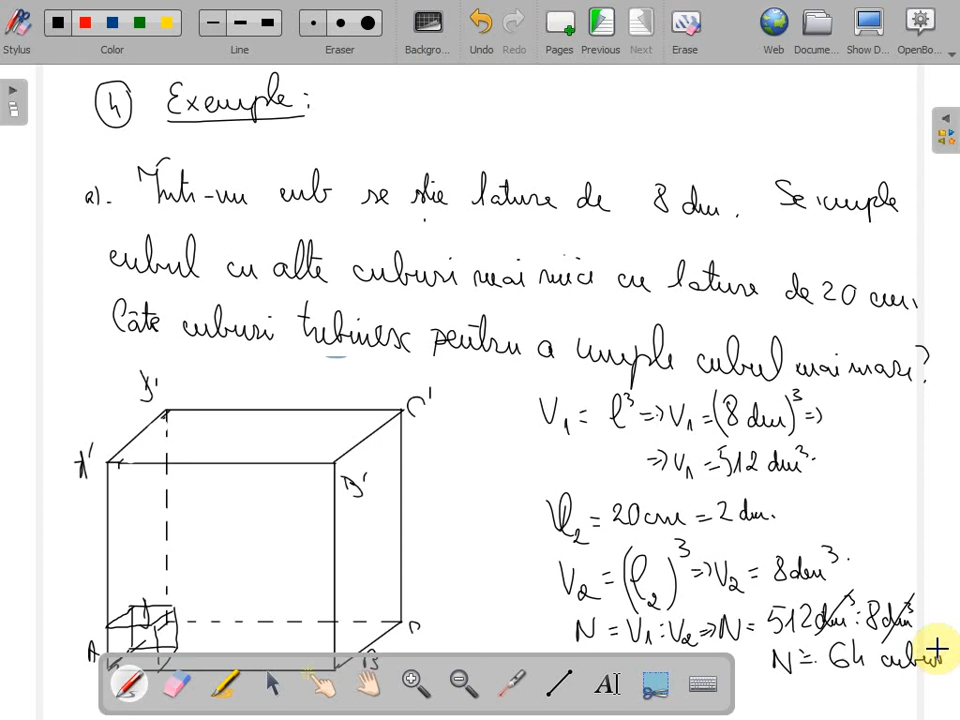 Stylus Color Line Eraser Backgro... Undo Redo Pages Previous Next Erase Web Docume... Show D... OpenBo...
4 Exemple:
a). Într-un cub se știe latura de 8 dm. Se umple
cubul cu alte cuburi mai mici cu latura de 20 cm.
Câte cuburi trebuiesc pentru a umple cubul mai mare?
D' C'
A' B'
V₁ = l³ => V₁ = (8 dm)³ =>
=> V₁ = 512 dm³.
l₂ = 20 cm = 2 dm.
V₂ = (l₂)³ => V₂ = 8 dm³.
N = V₁ : V₂ => N = 512 dm³ : 8 dm³
A B
N = 64 cuburi